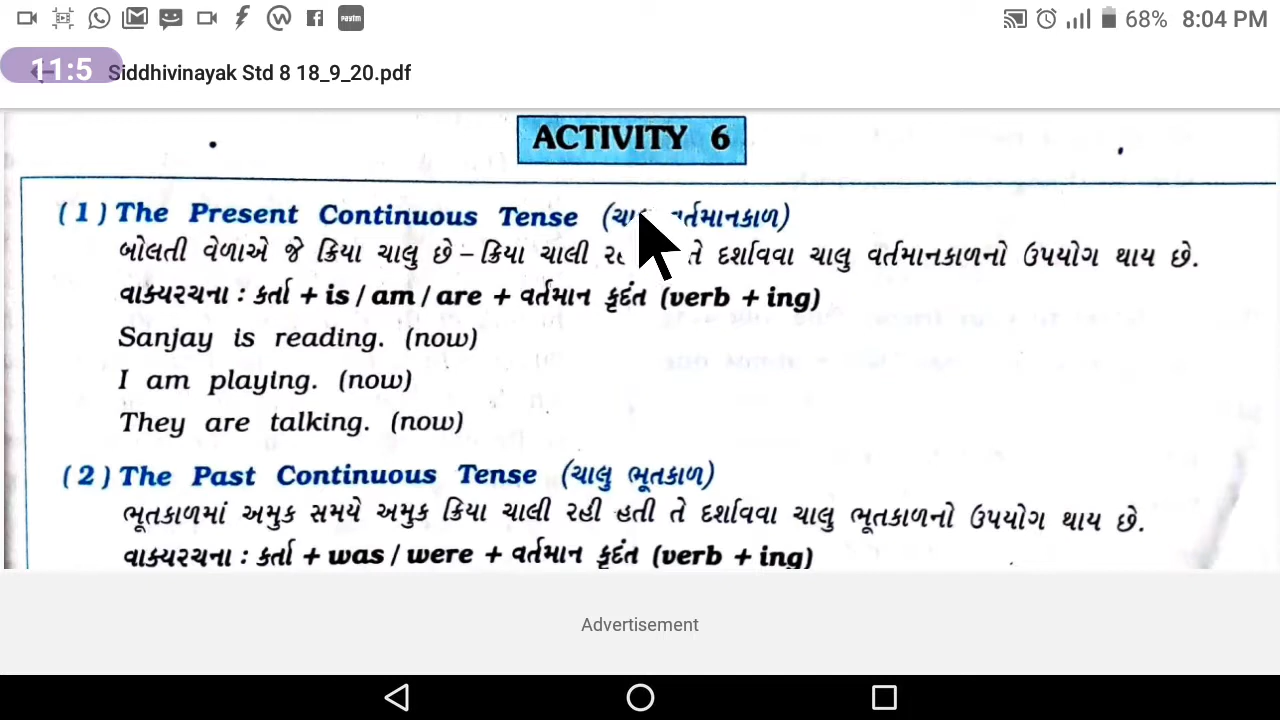 68% 8:04 PM
11:5 Siddhivinayak Std 8 18_9_20.pdf
ACTIVITY 6
(1) The Present Continuous Tense
બોલતી વેળાએ જે ક્રિયા ચાલુ છે – ક્રિયા ચાલી તે દર્શાવવા ચાલુ વર્તમાનકાળનો ઉપયોગ થાય છે.
વાક્યરચના : કર્તા + is / am / are + વર્તમાન કૃદંત (verb + ing)
Sanjay is reading. (now)
I am playing. (now)
They are talking. (now)
(2) The Past Continuous Tense (ચાલુ ભૂતકાળ)
ભૂતકાળમાં અમુક સમયે અમુક ક્રિયા ચાલી રહી હતી તે દર્શાવવા ચાલુ ભૂતકાળનો ઉપયોગ થાય છે.
વાક્યરચના : કર્તા + was / were + વર્તમાન કૃદંત (verb + ing)
Advertisement